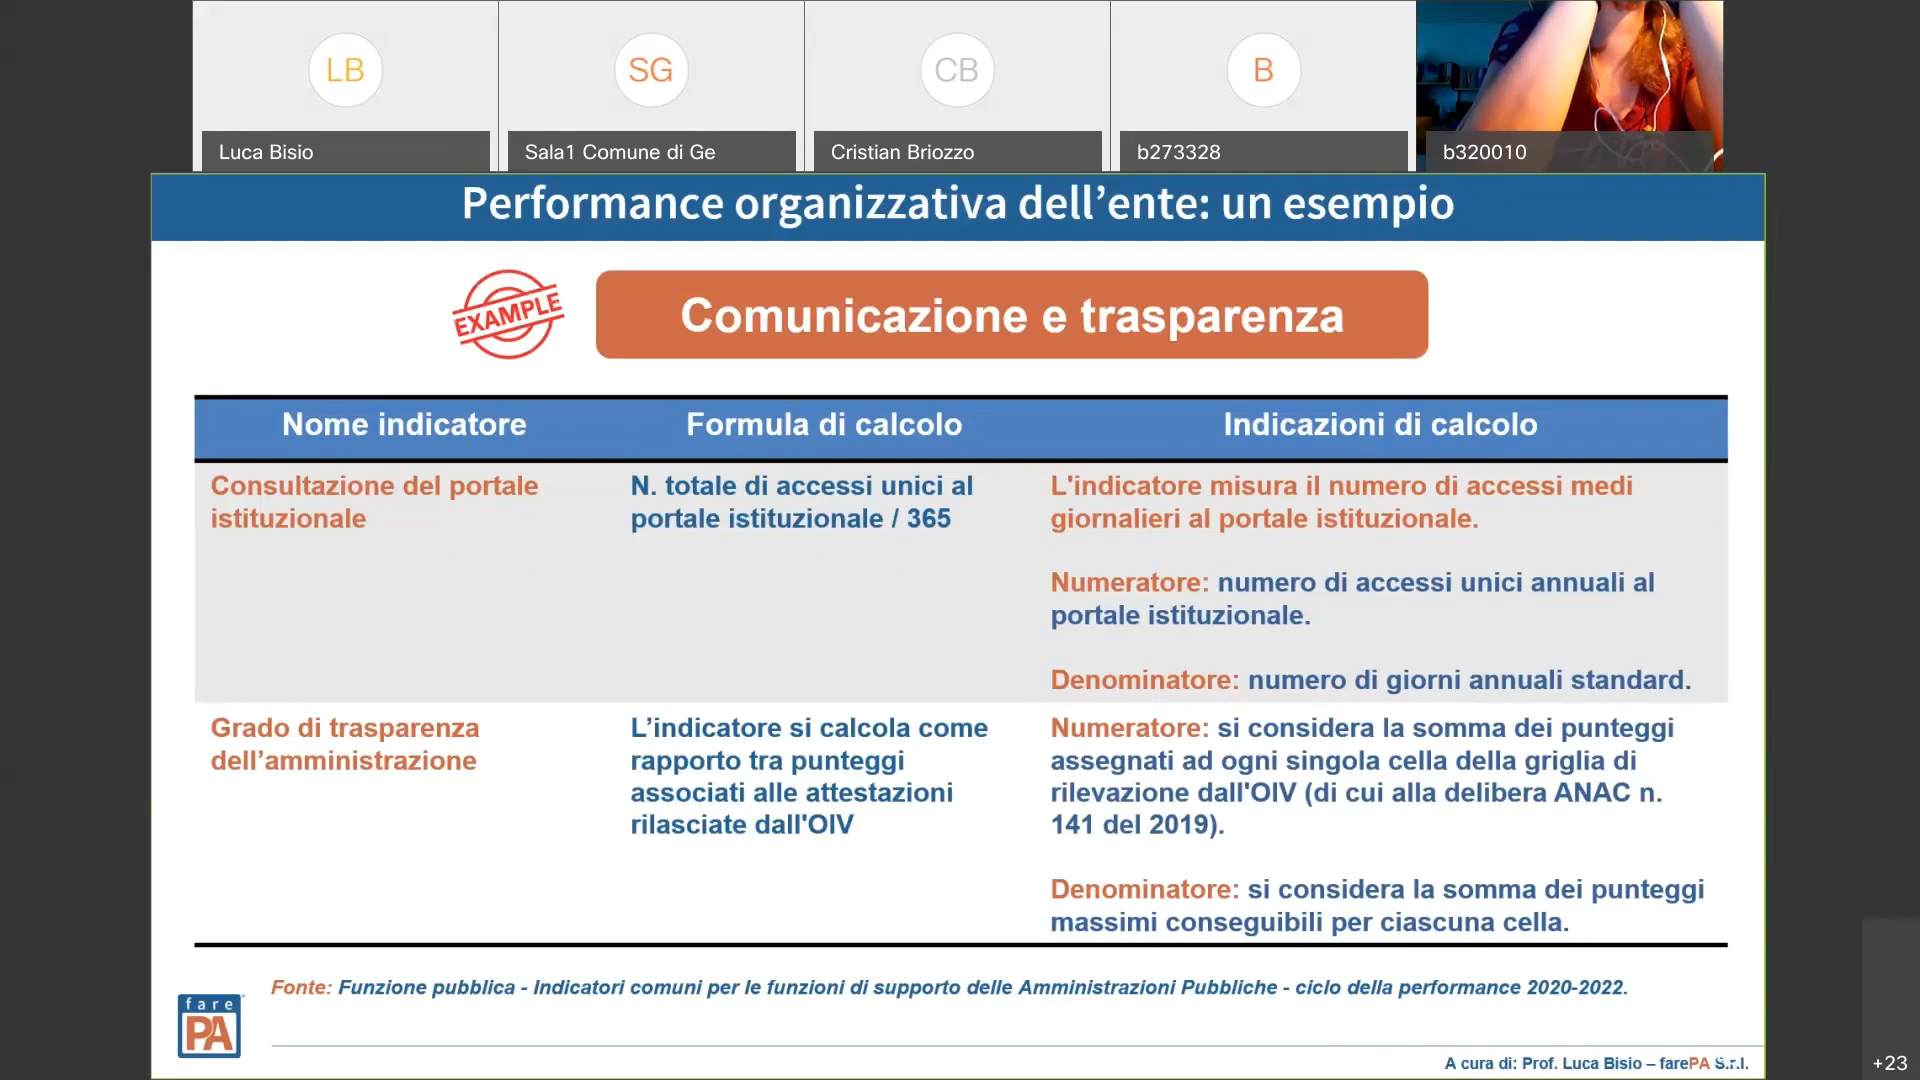 LB
SG
CB
B
Luca Bisio
Sala1 Comune di Ge
Cristian Briozzo
b273328
b320010
Performance organizzativa dell’ente: un esempio
EXAMPLE
Comunicazione e trasparenza
Nome indicatore
Formula di calcolo
Indicazioni di calcolo
Consultazione del portale
istituzionale
N. totale di accessi unici al
portale istituzionale / 365
L'indicatore misura il numero di accessi medi
giornalieri al portale istituzionale.
Numeratore: numero di accessi unici annuali al
portale istituzionale.
Denominatore: numero di giorni annuali standard.
Grado di trasparenza
dell’amministrazione
L’indicatore si calcola come
rapporto tra punteggi
associati alle attestazioni
rilasciate dall'OIV
Numeratore: si considera la somma dei punteggi
assegnati ad ogni singola cella della griglia di
rilevazione dall'OIV (di cui alla delibera ANAC n.
141 del 2019).
Denominatore: si considera la somma dei punteggi
massimi conseguibili per ciascuna cella.
Fonte: Funzione pubblica - Indicatori comuni per le funzioni di supporto delle Amministrazioni Pubbliche - ciclo della performance 2020-2022.
fare
PA
A cura di: Prof. Luca Bisio – farePA S.r.l.
+23